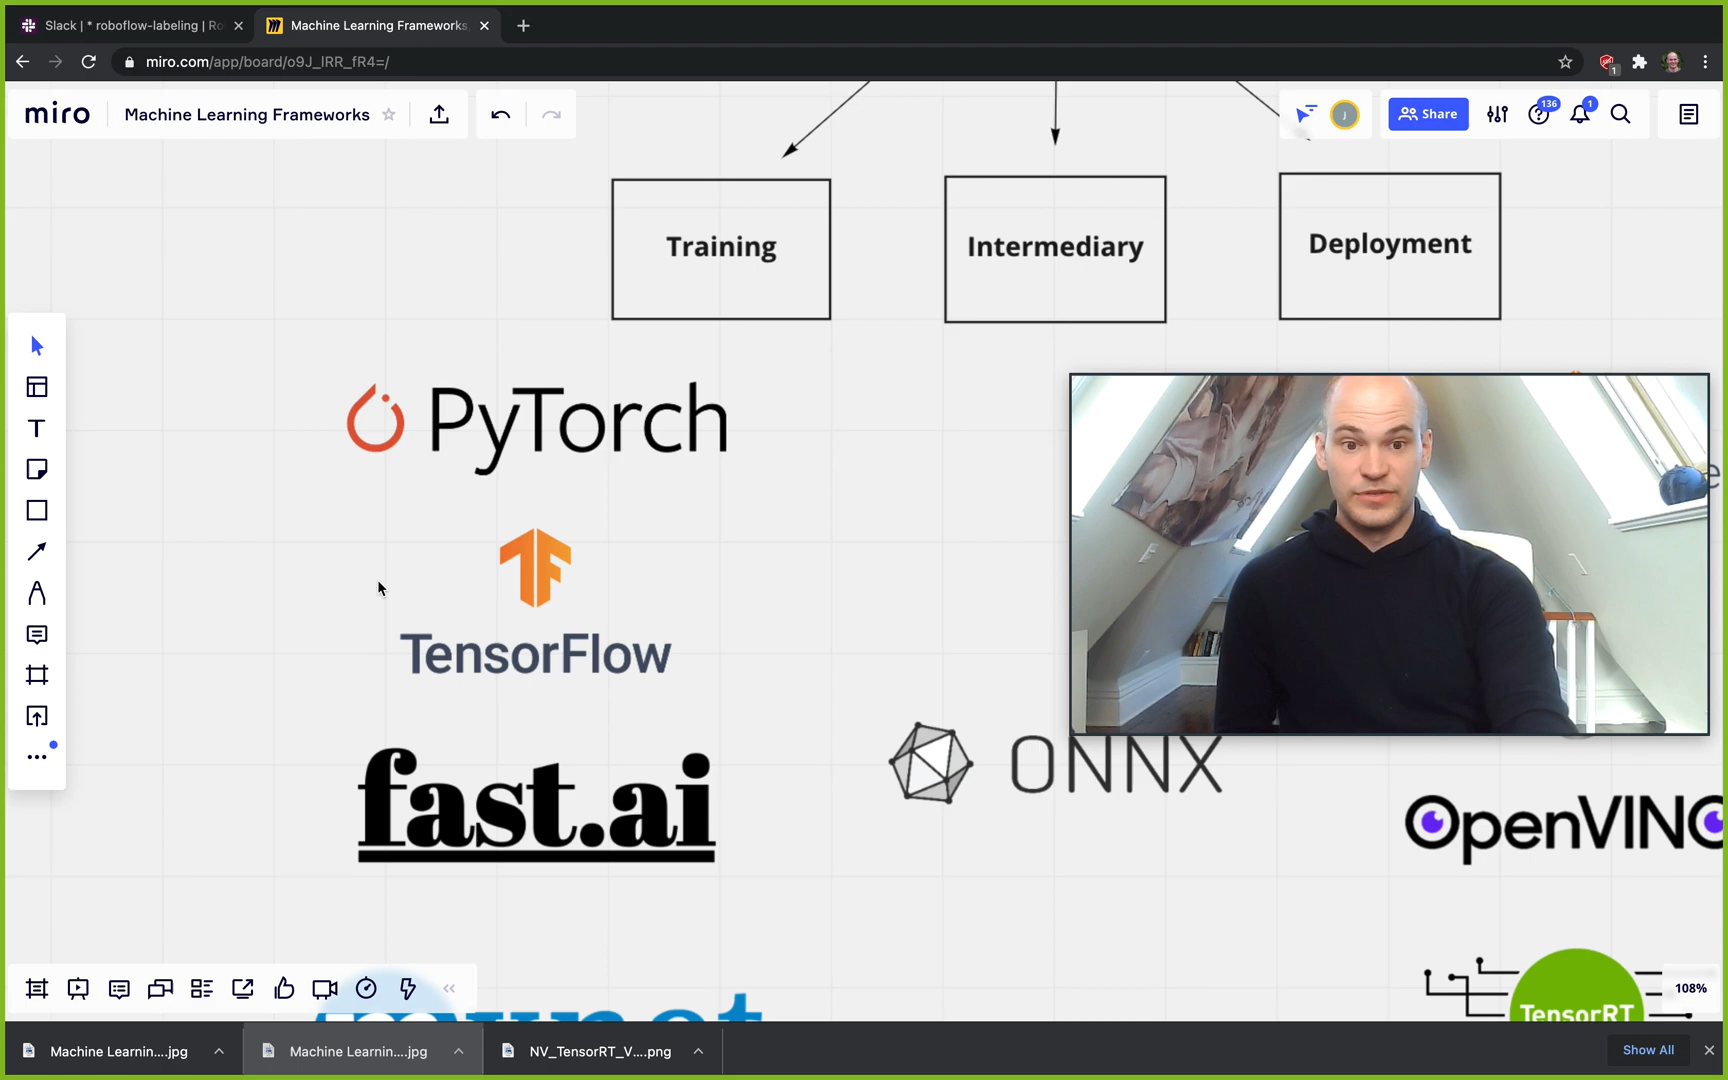 Slack | * roboflow-labeling | Ro
Machine Learning Frameworks,
miro.com/app/board/o9J_lRR_fR4=/
1
miro
Machine Learning Frameworks
J
Share
136
1
Training
Intermediary
Deployment
PyTorch
TensorFlow
fast.ai
ONNX
OpenVINO
TensorRT
108%
Machine Learnin....jpg
Machine Learnin....jpg
NV_TensorRT_V....png
Show All